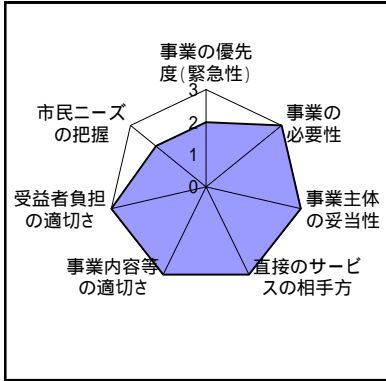 事業の優先
度(緊急性)
3
2
1
0
事業の
必要性
事業主体
の妥当性
直接のサービ
スの相手方
事業内容等
の適切さ
受益者負担
の適切さ
市民ニーズ
の把握